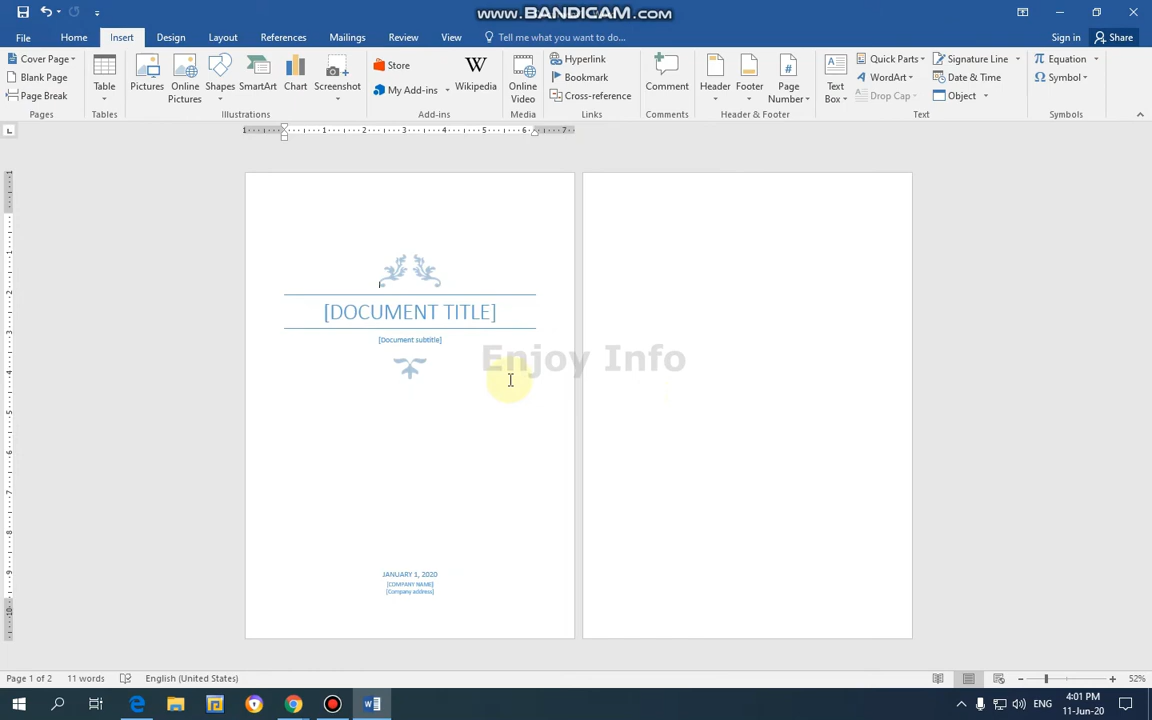 www.BANDICAM.com
File Home Insert Design Layout References Mailings Review View Tell me what you want to do... Sign in Share
Cover Page
Blank Page
Page Break
Pages
Table
Tables
Pictures
Online Pictures
Shapes
SmartArt
Chart
Screenshot
Illustrations
Store
My Add-ins
Wikipedia
Add-ins
Online Video
Media
Hyperlink
Bookmark
Cross-reference
Links
Comment
Comments
Header
Footer
Page Number
Header & Footer
Text Box
Quick Parts
WordArt
Drop Cap
Signature Line
Date & Time
Object
Text
Equation
Symbol
Symbols
[DOCUMENT TITLE]
[Document subtitle]
Enjoy Info
JANUARY 1, 2020
[COMPANY NAME]
[Company address]
Page 1 of 2 11 words English (United States) 52%
ENG 4:01 PM
11-Jun-20